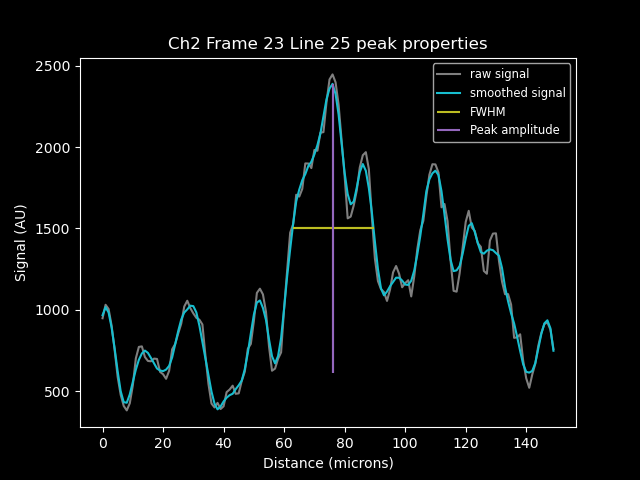 Ch2 Frame 23 Line 25 peak properties
raw signal
smoothed signal
FWHM
Peak amplitude
2500
2000
1500
1000
500
Signal (AU)
0 20 40 60 80 100 120 140
Distance (microns)